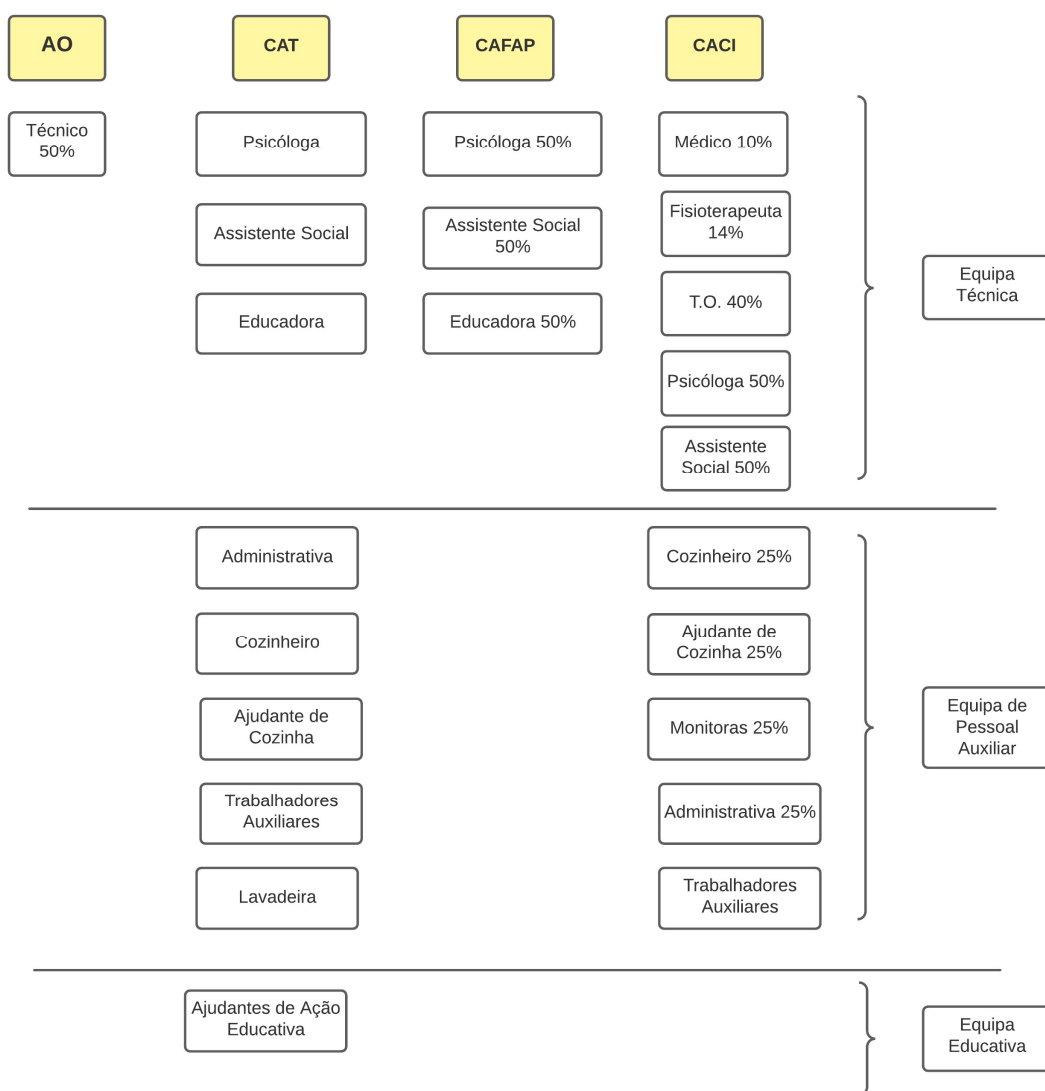 AO
CAT
CAFAP
CACI
Técnico
50%
Psicóloga
Psicóloga 50%
Médico 10%
Fisioterapeuta
14%
Assistente Social
Assistente Social
50%
Equipa
Técnica
T.O. 40%
Educadora
Educadora 50%
Psicóloga 50%
Assistente
Social 50%
Administrativa
Cozinheiro 25%
Cozinheiro
Ajudante de
Cozinha 25%
Ajudante de
Cozinha
Monitoras 25%
Equipa de
Pessoal
Auxiliar
Trabalhadores
Auxiliares
Administrativa 25%
Lavadeira
Trabalhadores
Auxiliares
Ajudantes de Ação
Educativa
Equipa
Educativa